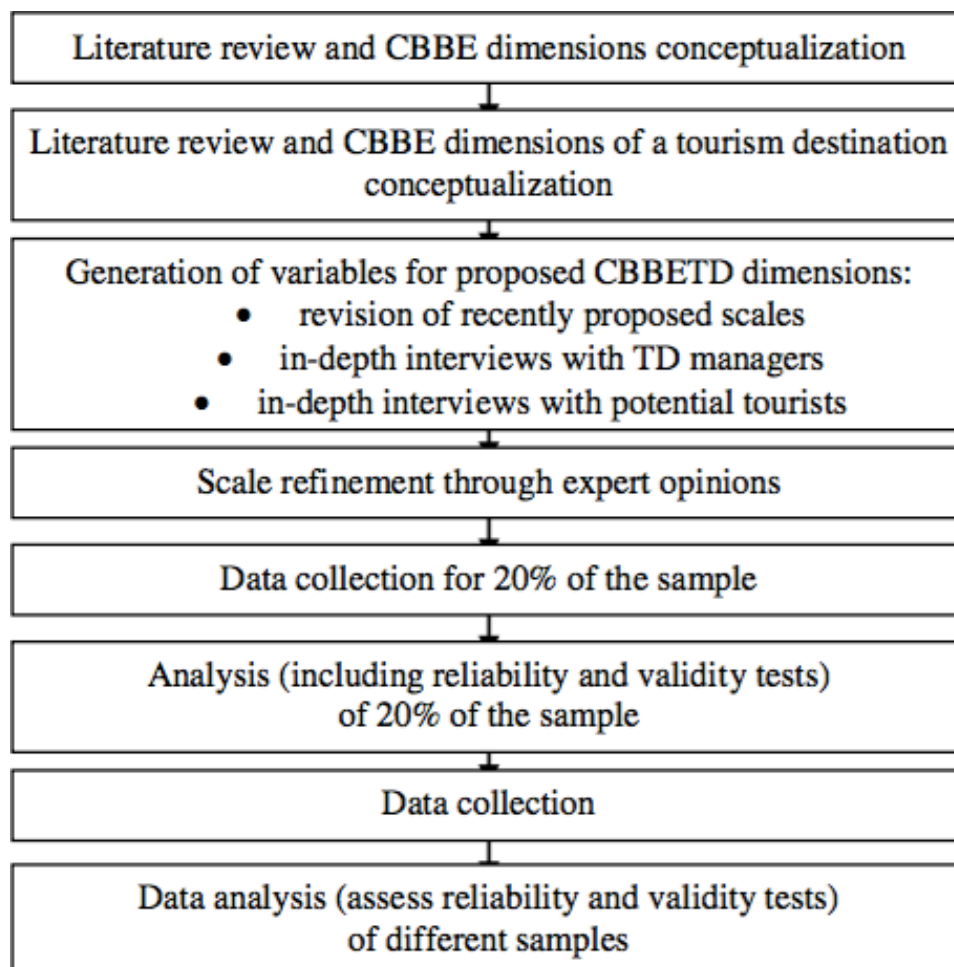 Literature review and CBBE dimensions conceptualization
Literature review and CBBE dimensions of a tourism destination
conceptualization
Generation of variables for proposed CBBETD dimensions:
• revision of recently proposed scales
• in-depth interviews with TD managers
• in-depth interviews with potential tourists
Scale refinement through expert opinions
Data collection for 20% of the sample
Analysis (including reliability and validity tests)
of 20% of the sample
Data collection
Data analysis (assess reliability and validity tests)
of different samples